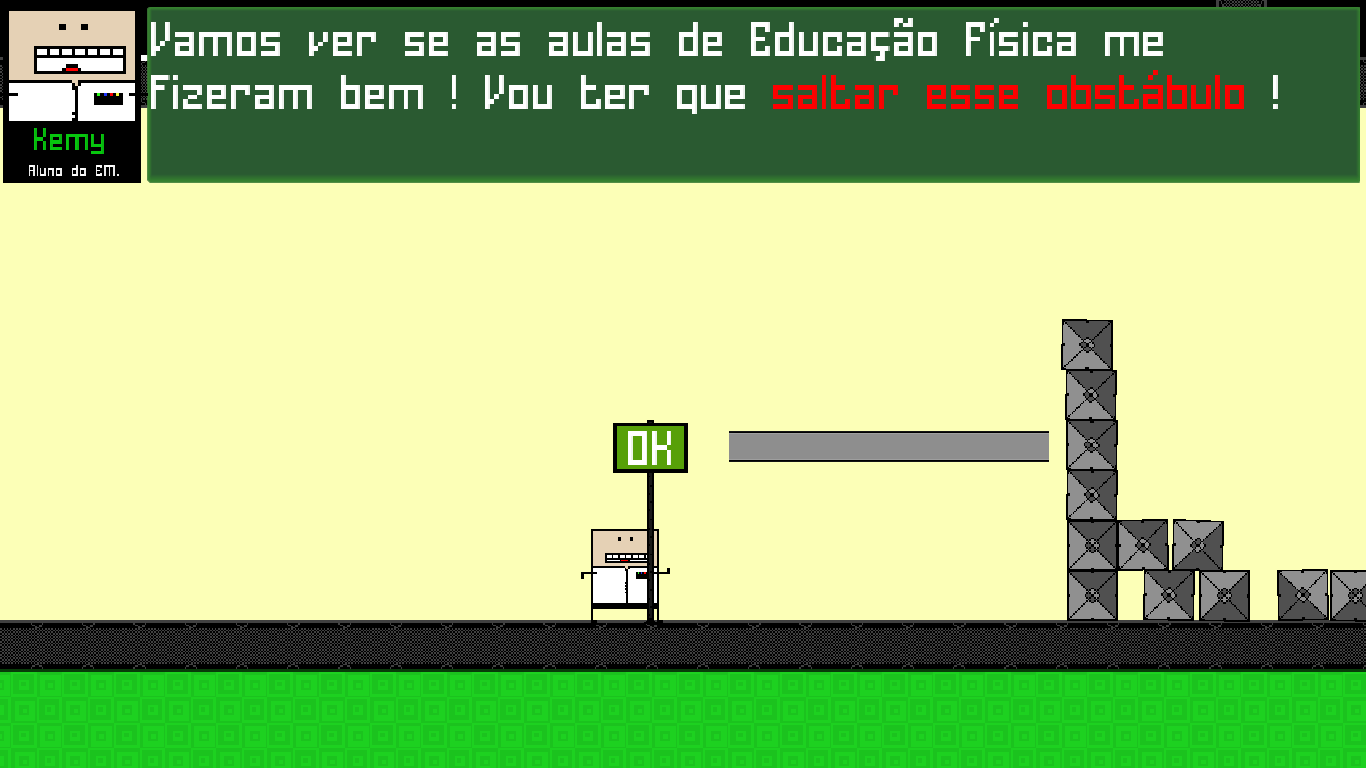 Vamos ver se as aulas de Educação Física me
fizeram bem ! Vou ter que saltar esse obstábulo !
Kemy
Aluno do EM.
OK